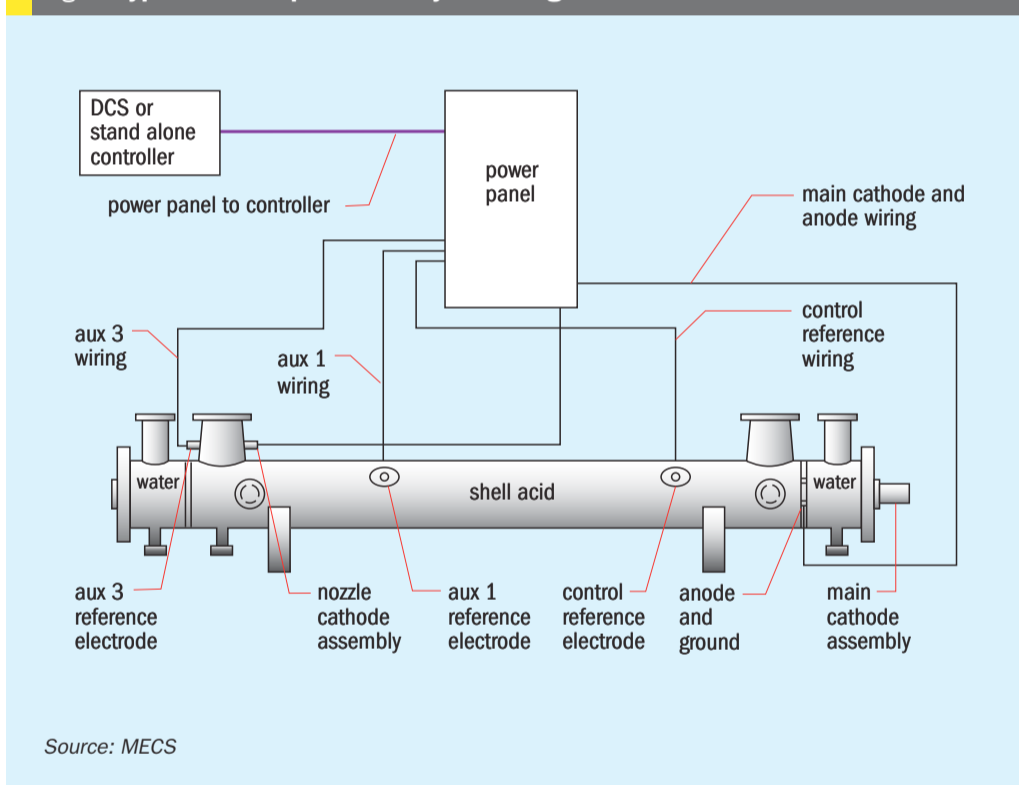 DCS or
stand alone
controller
power
panel
power panel to controller
main cathode and
anode wiring
aux 3
wiring
aux 1
wiring
control
reference
wiring
water
shell acid
water
aux 3
reference
electrode
nozzle
cathode
assembly
aux 1
reference
electrode
control
reference
electrode
anode
and
ground
main
cathode
assembly
Source: MECS